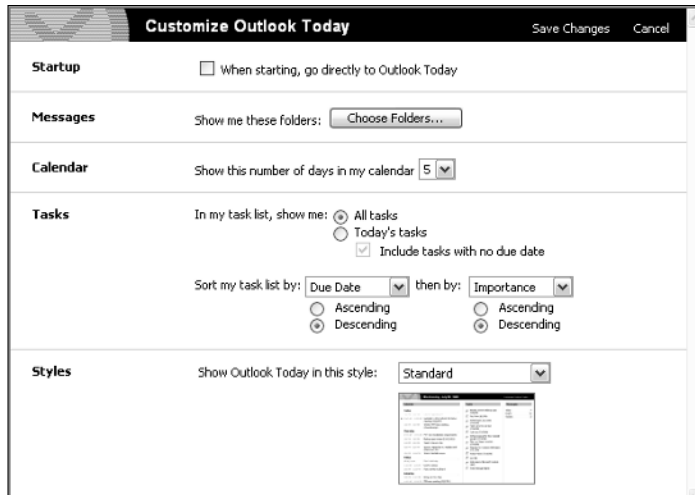 Customize Outlook Today Save Changes Cancel
Startup When starting, go directly to Outlook Today
Messages Show me these folders: Choose Folders...
Calendar Show this number of days in my calendar 5
Tasks In my task list, show me: All tasks
Today's tasks
Include tasks with no due date
Sort my task list by: Due Date then by: Importance
Ascending Ascending
Descending Descending
Styles Show Outlook Today in this style: Standard